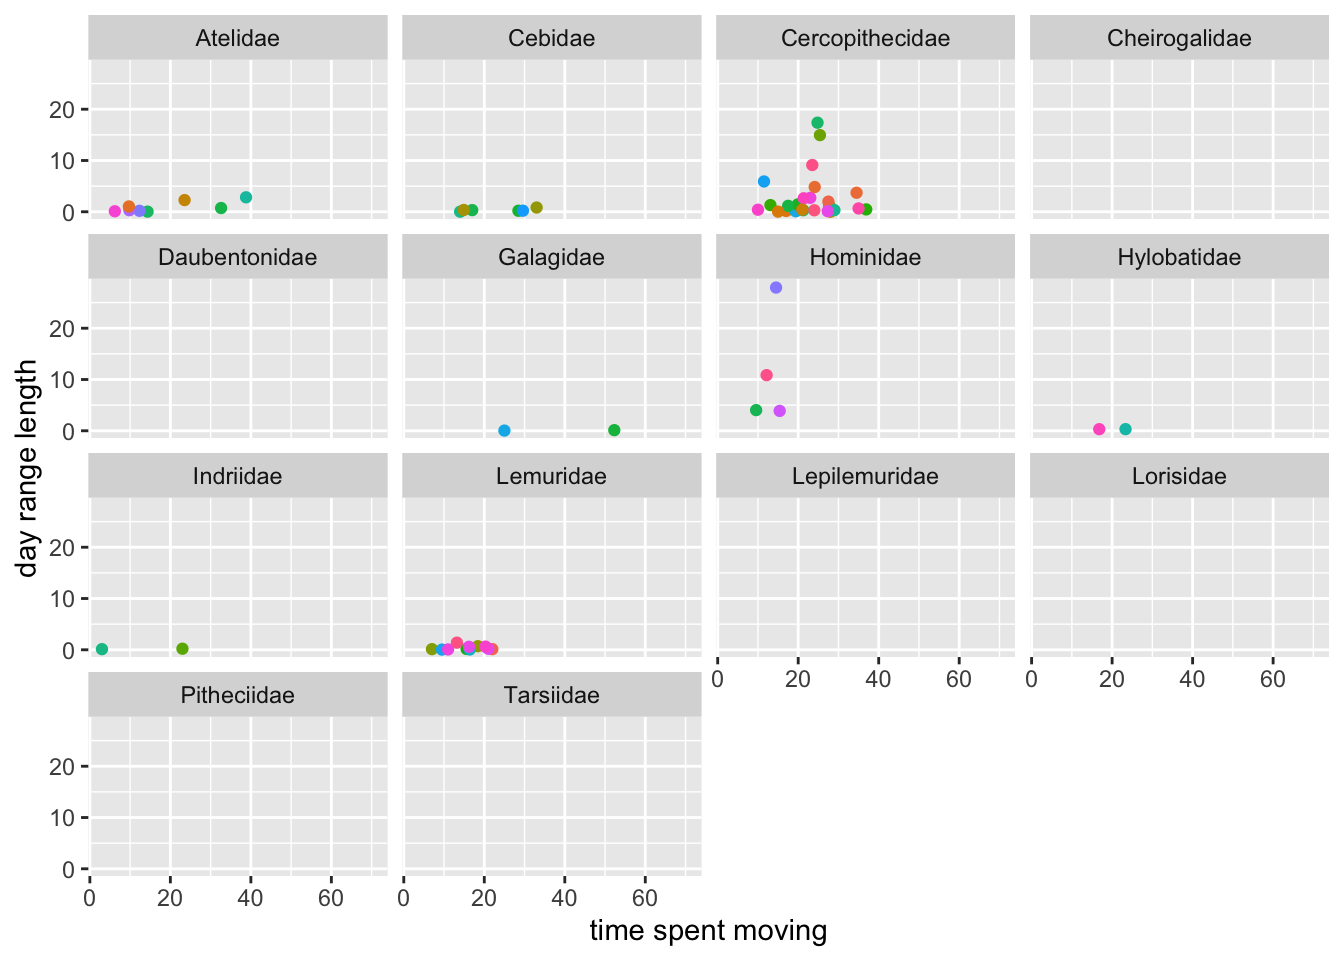 Atelidae Cebidae Cercopithecidae Cheirogalidae
20
10
0
Daubentonidae Galagidae Hominidae Hylobatidae
20
10
0
day range length
Indriidae Lemuridae Lepilemuridae Lorisidae
20
10
0
0 20 40 60 0 20 40 60
Pitheciidae Tarsiidae
20
10
0
0 20 40 60 0 20 40 60
time spent moving